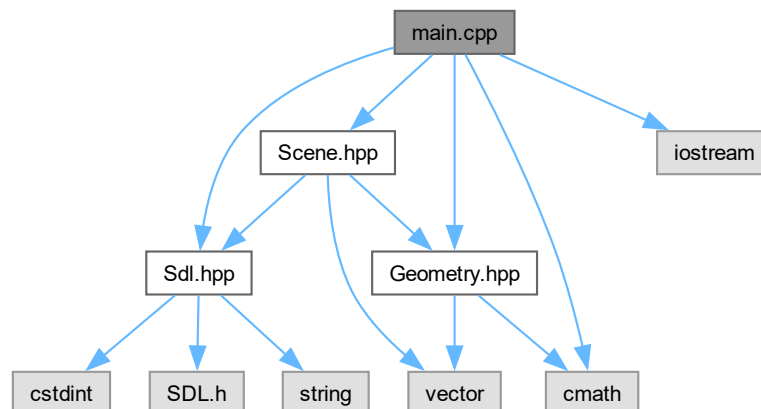 main.cpp
Scene.hpp
iostream
Sdl.hpp
Geometry.hpp
cstdint
SDL.h
string
vector
cmath